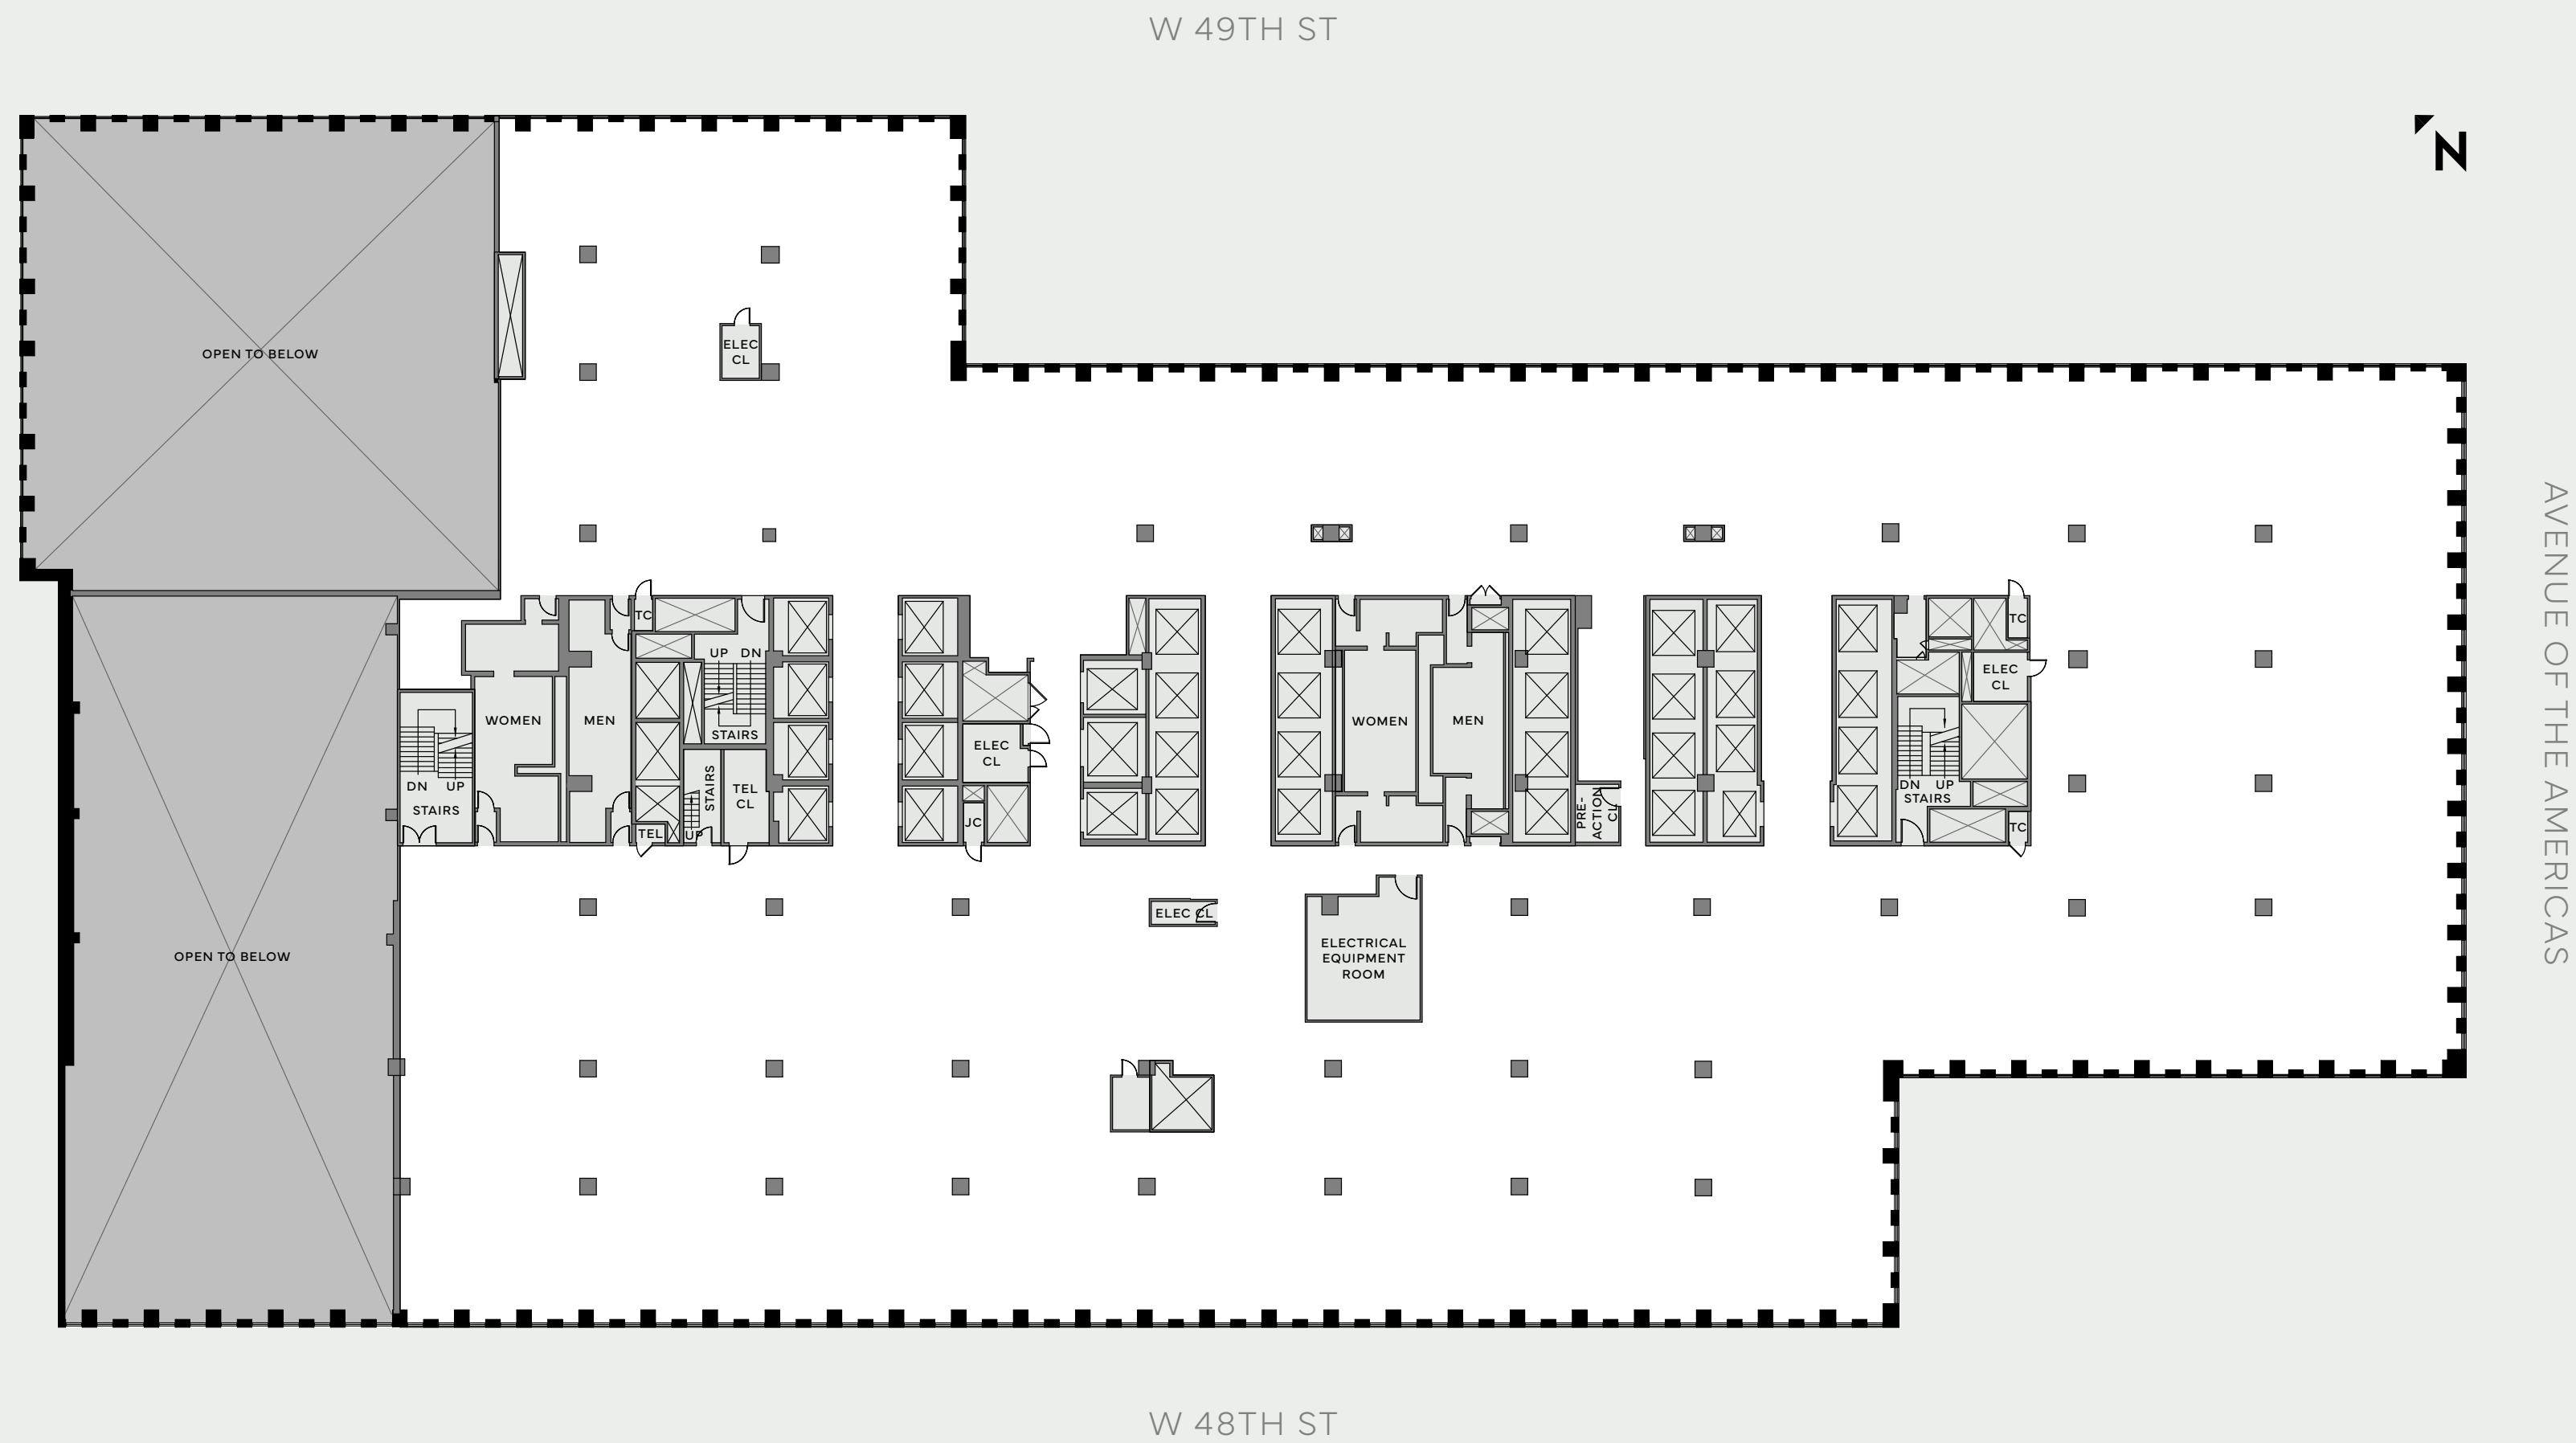 W 49TH ST
N
OPEN TO BELOW
ELEC
CL
AVENUE OF THE AMERICAS
TC
UP DN
STAIRS
WOMEN
MEN
DN UP
STAIRS
STAIRS
UP
TEL
CL
TEL
ELEC
CL
JC
WOMEN
MEN
PRE-
ACTION
CL
TC
ELEC
CL
DN UP
STAIRS
TC
ELEC CL
ELECTRICAL
EQUIPMENT
ROOM
OPEN TO BELOW
W 48TH ST